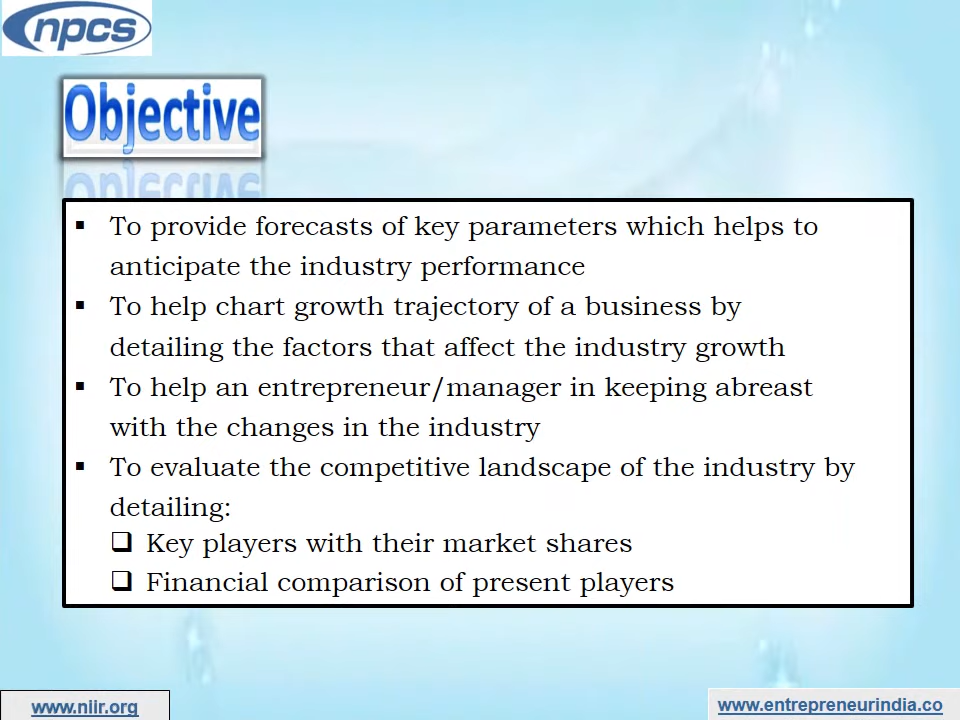 npcs
Objective
▪ To provide forecasts of key parameters which helps to
anticipate the industry performance
▪ To help chart growth trajectory of a business by
detailing the factors that affect the industry growth
▪ To help an entrepreneur/manager in keeping abreast
with the changes in the industry
▪ To evaluate the competitive landscape of the industry by
detailing:
❑ Key players with their market shares
❑ Financial comparison of present players
www.niir.org
www.entrepreneurindia.co